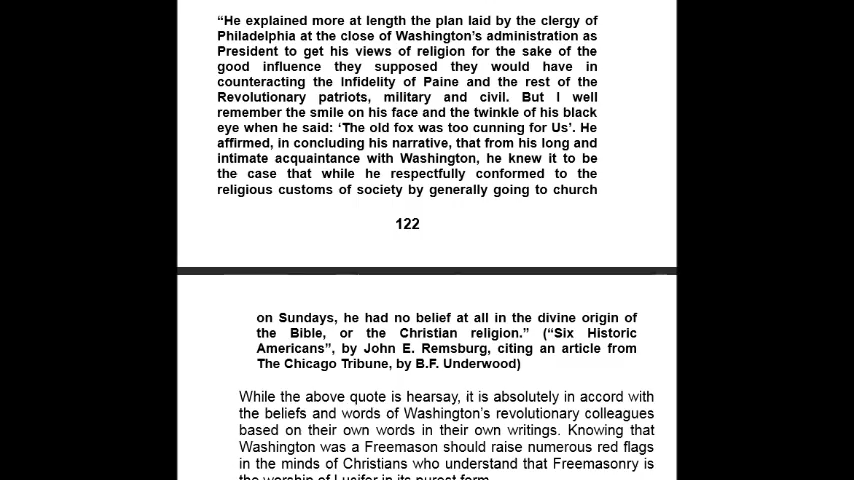 “He explained more at length the plan laid by the clergy of
Philadelphia at the close of Washington’s administration as
President to get his views of religion for the sake of the
good influence they supposed they would have in
counteracting the Infidelity of Paine and the rest of the
Revolutionary patriots, military and civil. But I well
remember the smile on his face and the twinkle of his black
eye when he said: ‘The old fox was too cunning for Us’. He
affirmed, in concluding his narrative, that from his long and
intimate acquaintance with Washington, he knew it to be
the case that while he respectfully conformed to the
religious customs of society by generally going to church
122
on Sundays, he had no belief at all in the divine origin of
the Bible, or the Christian religion.” (“Six Historic
Americans”, by John E. Remsburg, citing an article from
The Chicago Tribune, by B.F. Underwood)
While the above quote is hearsay, it is absolutely in accord with
the beliefs and words of Washington’s revolutionary colleagues
based on their own words in their own writings. Knowing that
Washington was a Freemason should raise numerous red flags
in the minds of Christians who understand that Freemasonry is
the worship of Lucifer in its purest form.